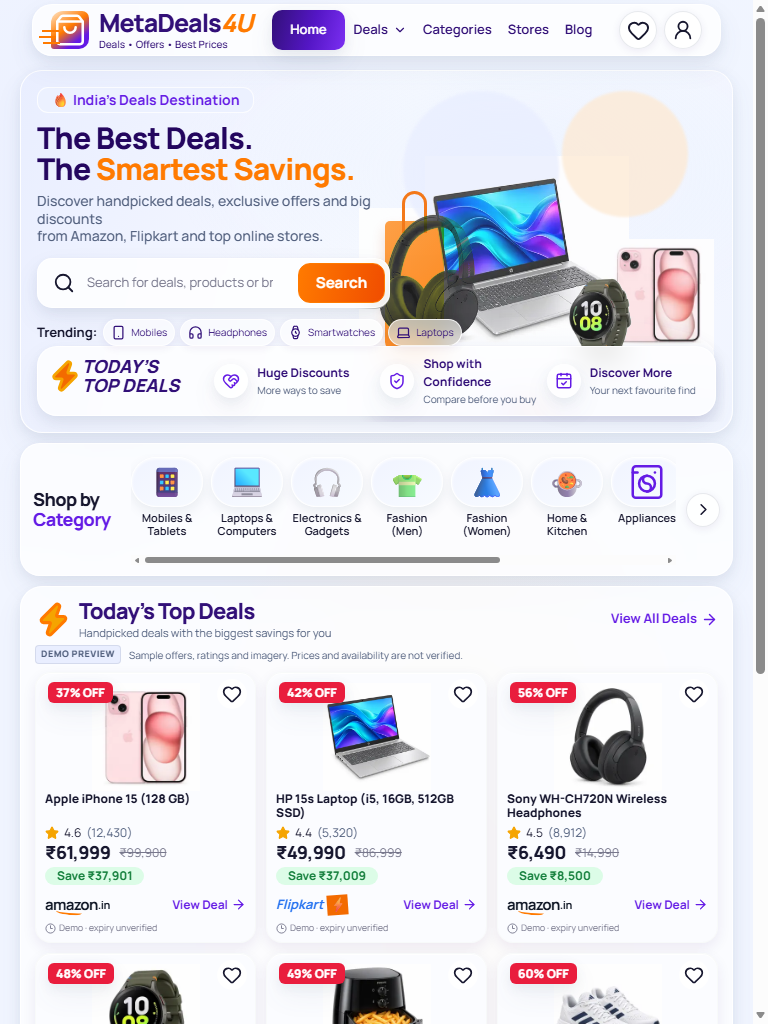 MetaDeals4U
Deals • Offers • Best Prices
Home
Deals
Categories
Stores
Blog
India's Deals Destination
The Best Deals.
The Smartest Savings.
Discover handpicked deals, exclusive offers and big
discounts
from Amazon, Flipkart and top online stores.
Search for deals, products or br
Search
Trending:
Mobiles
Headphones
Smartwatches
Laptops
10
08
TODAY'S
TOP DEALS
Huge Discounts
More ways to save
Shop with
Confidence
Compare before you buy
Discover More
Your next favourite find
Shop by
Category
Mobiles &
Tablets
Laptops &
Computers
Electronics &
Gadgets
Fashion
(Men)
Fashion
(Women)
Home &
Kitchen
Appliances
Today's Top Deals
Handpicked deals with the biggest savings for you
View All Deals
DEMO PREVIEW
Sample offers, ratings and imagery. Prices and availability are not verified.
37% OFF
Apple iPhone 15 (128 GB)
4.6 (12,430)
₹61,999 ₹99,900
Save ₹37,901
amazon.in
View Deal
Demo · expiry unverified
42% OFF
HP 15s Laptop (i5, 16GB, 512GB
SSD)
4.4 (5,320)
₹49,990 ₹86,999
Save ₹37,009
Flipkart
View Deal
Demo · expiry unverified
56% OFF
Sony WH-CH720N Wireless
Headphones
4.5 (8,912)
₹6,490 ₹14,990
Save ₹8,500
amazon.in
View Deal
Demo · expiry unverified
48% OFF
10
49% OFF
60% OFF